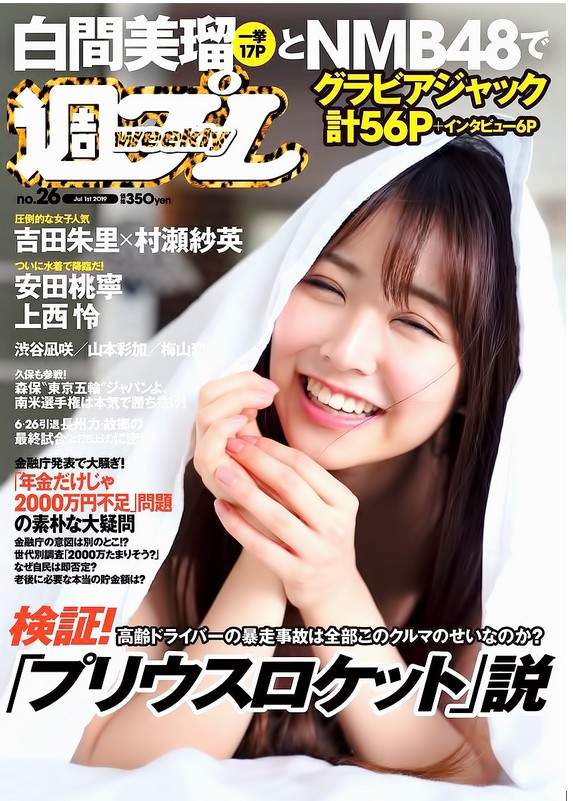 白間美瑠 一挙17P とNMB48で
グラビアジャック
計56P+インタビュー6P
週プレ
weekly
no.26 Jul 1st 2019 350yen
圧倒的な女子人気
吉田朱里×村瀬紗英
ついに水着で降臨だ!
安田桃寧
上西 怜
渋谷凪咲／山本彩加／梅山
久保も参戦!
森保“東京五輪”ジャパンよ、
南米選手権は本気で勝ち抜け!
6・26引退 長州力・故郷の
最終試合
金融庁発表で大騒ぎ!
「年金だけじゃ
2000万円不足」問題
の素朴な大疑問
金融庁の意図は別のとこ!?
世代別調査「2000万たまりそう?」
なぜ自民は即否定?
老後に必要な本当の貯金額は?
検証! 高齢ドライバーの暴走事故は全部このクルマのせいなのか?
「プリウスロケット」説